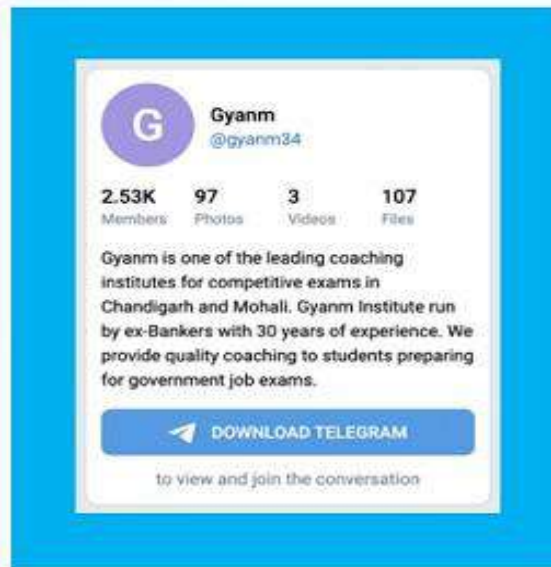 G
Gyanm
@gyanm34
2.53K 97 3 107
Members Photos Videos Files
Gyanm is one of the leading coaching
institutes for competitive exams in
Chandigarh and Mohali. Gyanm Institute run
by ex-Bankers with 30 years of experience. We
provide quality coaching to students preparing
for government job exams.
DOWNLOAD TELEGRAM
to view and join the conversation